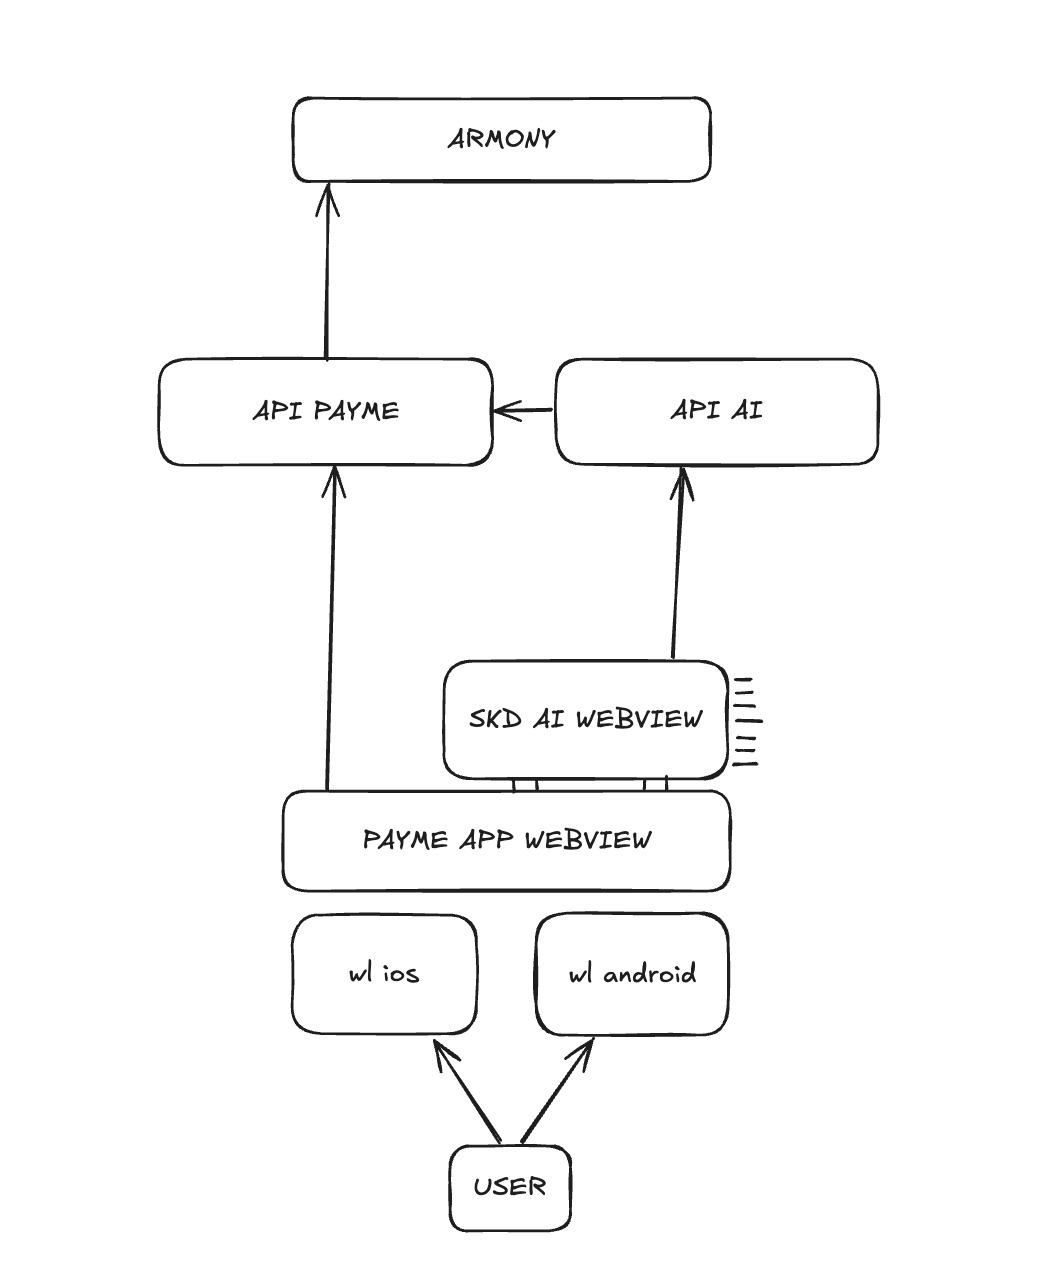 ARMONY
API PAYME
API AI
SKD AI WEBVIEW
PAYME APP WEBVIEW
wl ios
wl android
USER